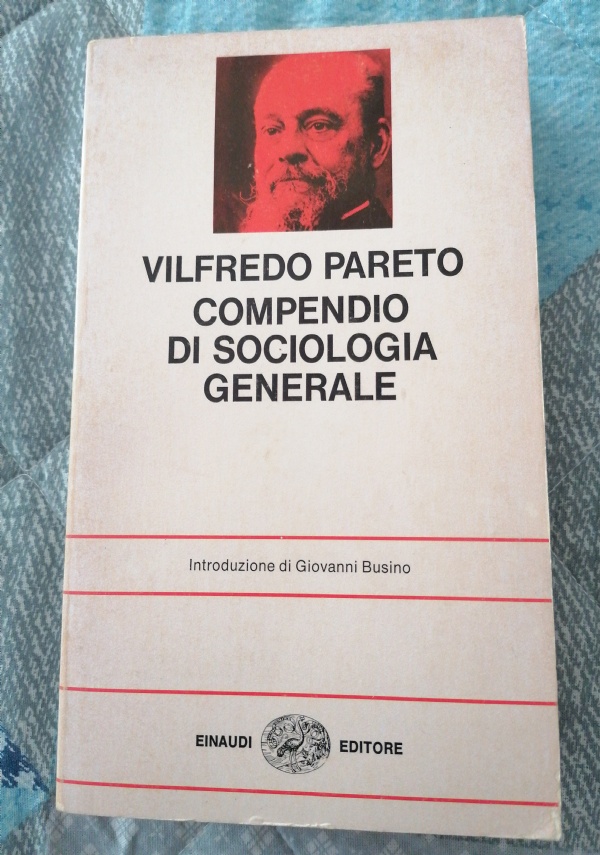 VILFREDO PARETO
COMPENDIO
DI SOCIOLOGIA
GENERALE
Introduzione di Giovanni Busino
EINAUDI EDITORE